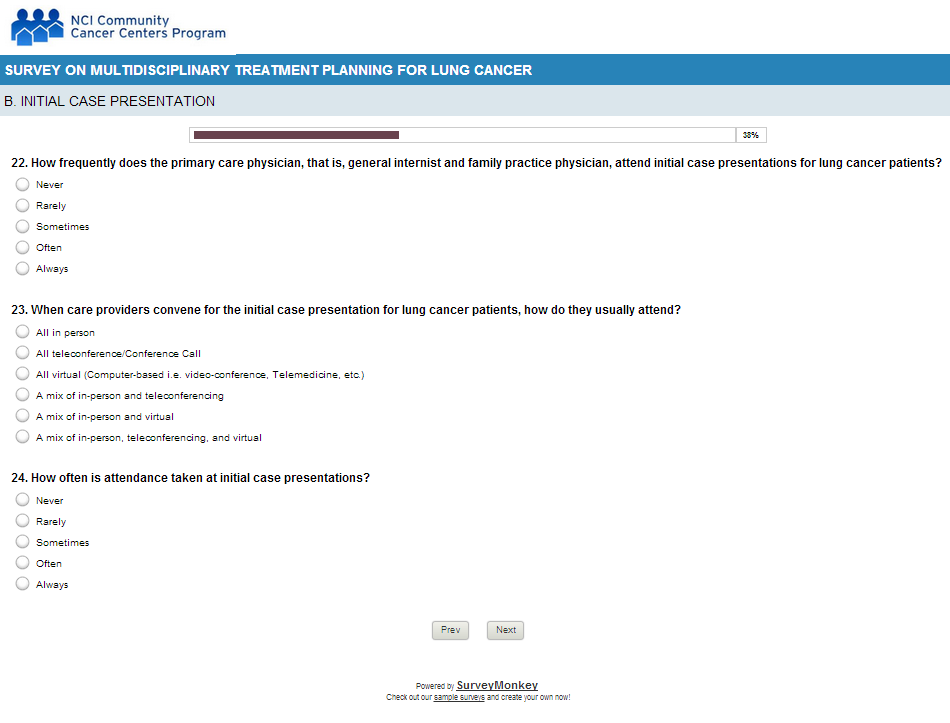 NCI Community
Cancer Centers Program
SURVEY ON MULTIDISCIPLINARY TREATMENT PLANNING FOR LUNG CANCER
B. INITIAL CASE PRESENTATION
38%
22. How frequently does the primary care physician, that is, general internist and family practice physician, attend initial case presentations for lung cancer patients?
Never
Rarely
Sometimes
Often
Always
23. When care providers convene for the initial case presentation for lung cancer patients, how do they usually attend?
All in person
All teleconference/Conference Call
All virtual (Computer-based i.e. video-conference, Telemedicine, etc.)
A mix of in-person and teleconferencing
A mix of in-person and virtual
A mix of in-person, teleconferencing, and virtual
24. How often is attendance taken at initial case presentations?
Never
Rarely
Sometimes
Often
Always
Prev Next
Powered by SurveyMonkey
Check out our sample surveys and create your own now!